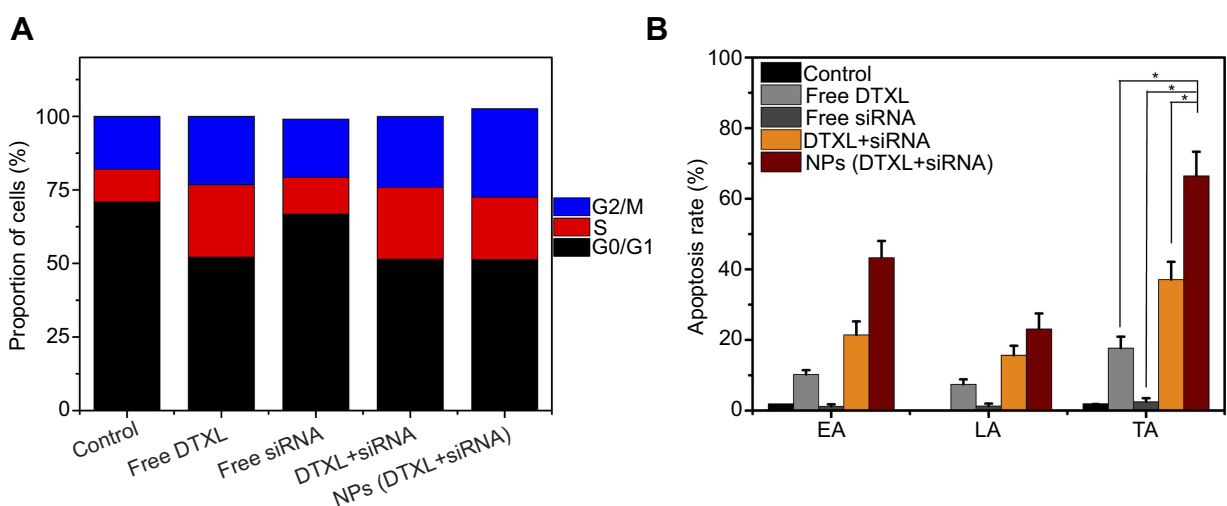 A
Proportion of cells (%)
100
75
50
25
0
Control
Free DTXL
Free siRNA
DTXL+siRNA
NPs (DTXL+siRNA)
G2/M
S
G0/G1
B
Apoptosis rate (%)
100
80
60
40
20
0
Control
Free DTXL
Free siRNA
DTXL+siRNA
NPs (DTXL+siRNA)
*
*
*
EA
LA
TA